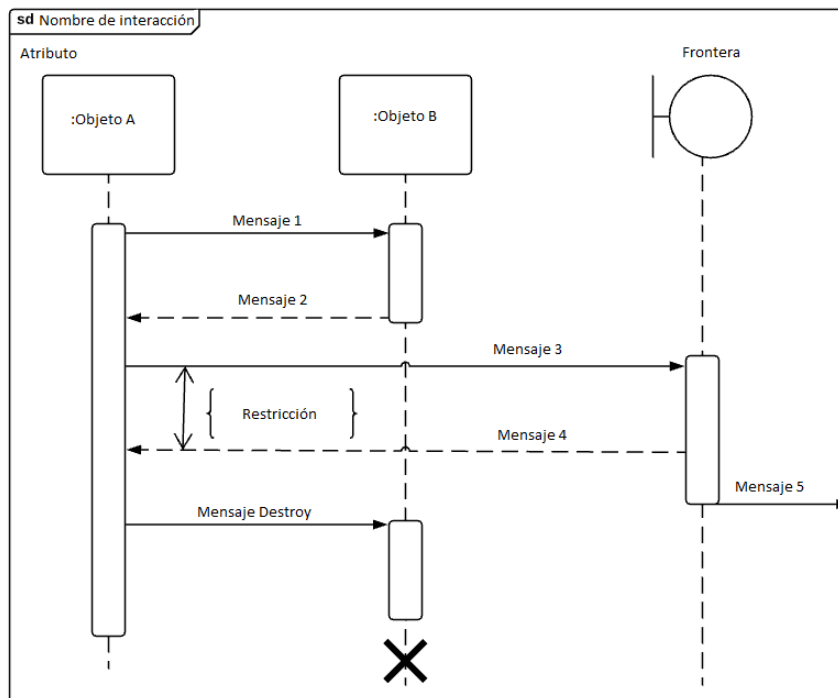 sd Nombre de interacción
Atributo
Frontera
:Objeto A
:Objeto B
Mensaje 1
Mensaje 2
Mensaje 3
{ Restricción }
Mensaje 4
Mensaje 5
Mensaje Destroy